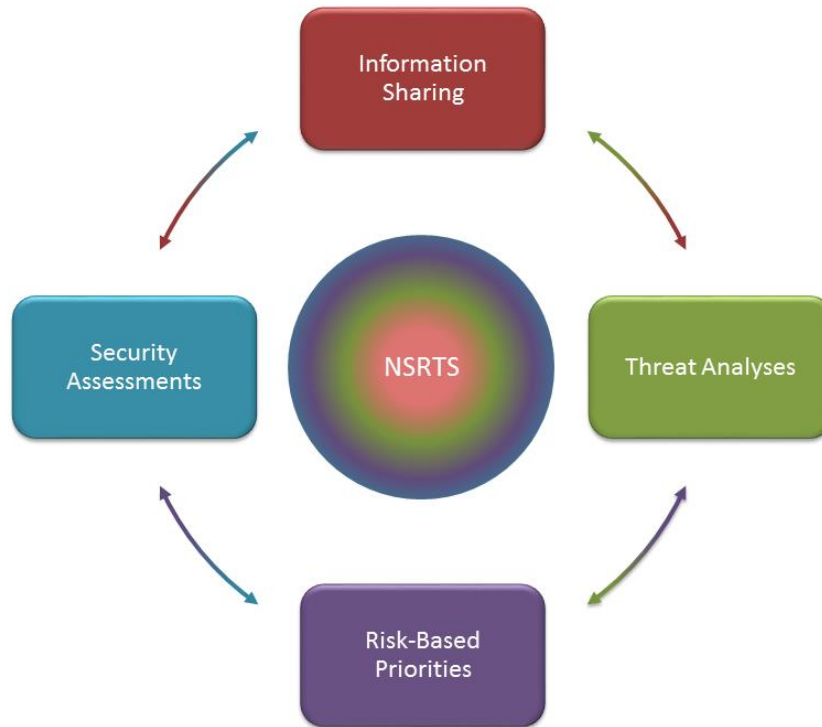 Information
Sharing
Security
Assessments
NSRTS
Threat Analyses
Risk-Based
Priorities